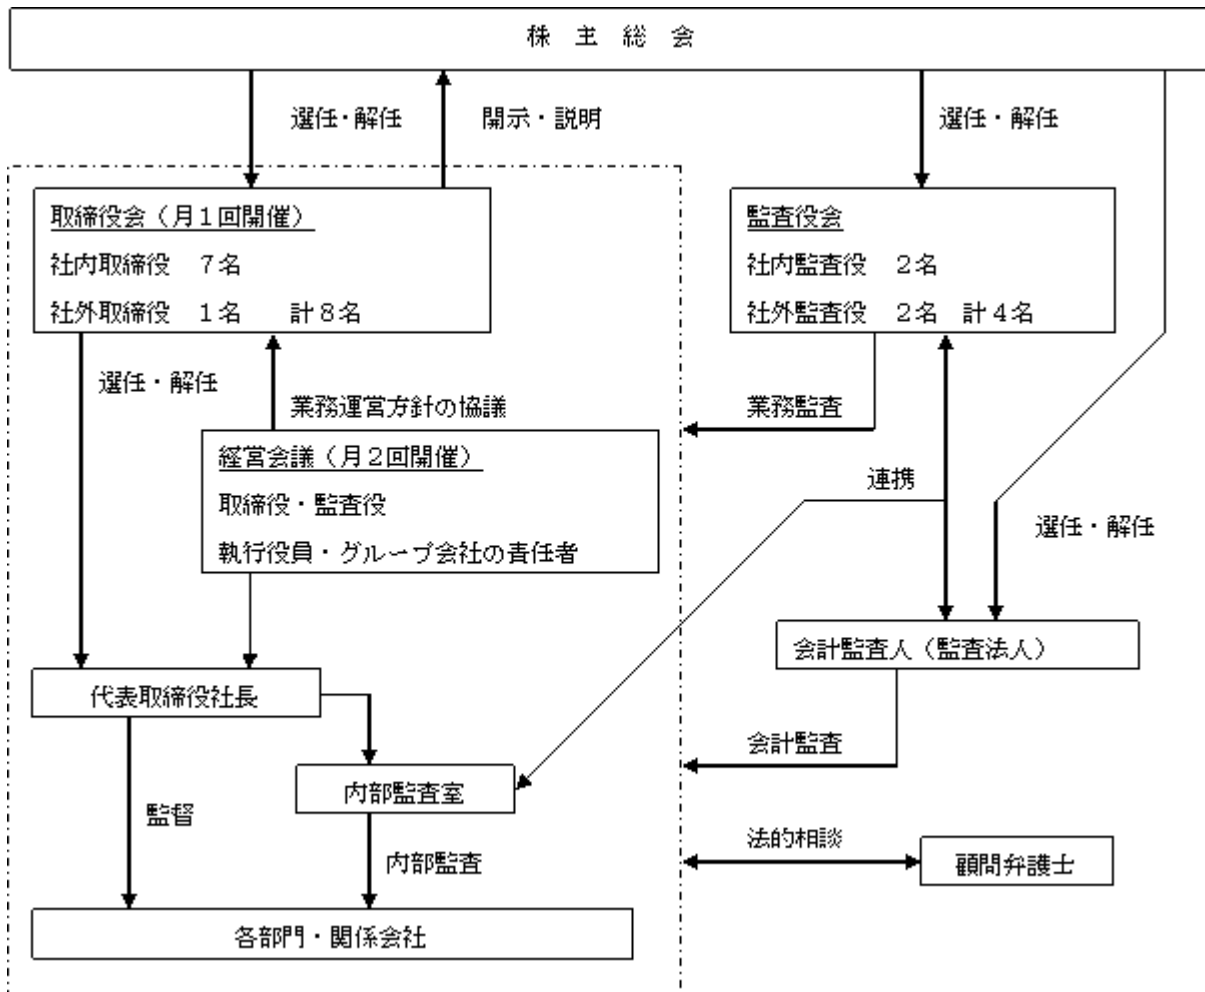 株 主 総 会
選任・解任
開示・説明
選任・解任
取締役会（月１回開催）
社内取締役　７名
社外取締役　１名　　計８名
監査役会
社内監査役　２名
社外監査役　２名　計４名
選任・解任
業務運営方針の協議
業務監査
経営会議（月２回開催）
取締役・監査役
執行役員・グループ会社の責任者
連携
選任・解任
会計監査人（監査法人）
代表取締役社長
会計監査
内部監査室
監督
法的相談
内部監査
顧問弁護士
各部門・関係会社